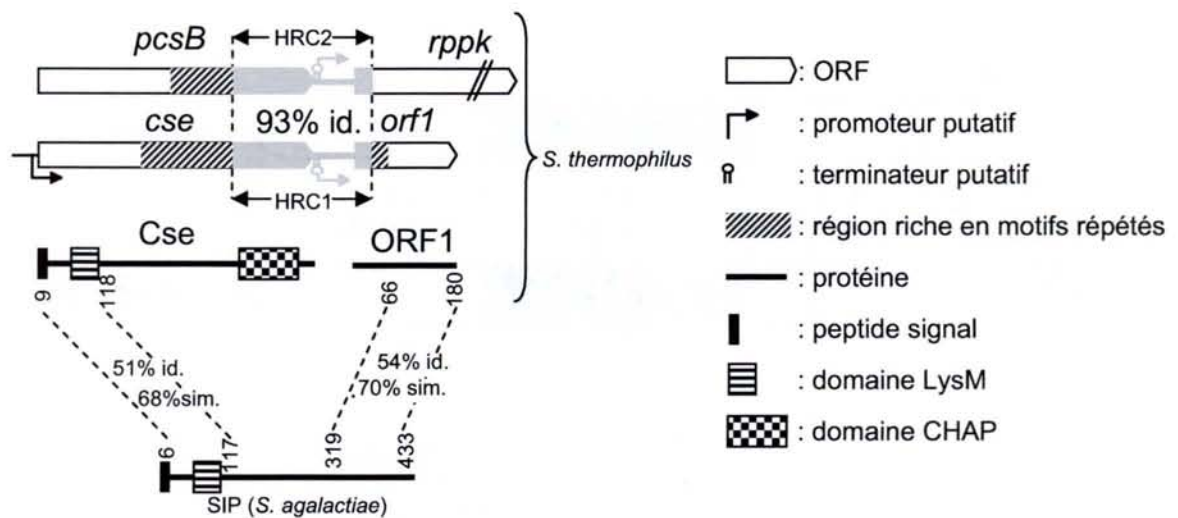 pcsB HRC2 rppk
cse 93% id. orf1
HRC1
S. thermophilus
Cse ORF1
9 118 66 180
51% id.
68%sim.
54% id.
70% sim.
6 117 319 433
SIP (S. agalactiae)
: ORF
: promoteur putatif
: terminateur putatif
: région riche en motifs répétés
: protéine
: peptide signal
: domaine LysM
: domaine CHAP